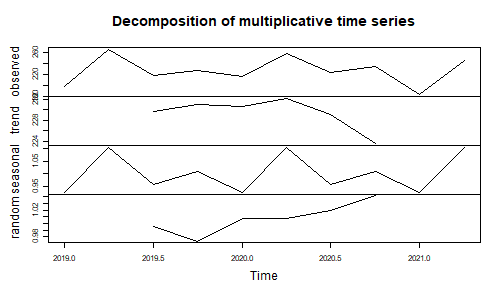 Decomposition of multiplicative time series
observed
260
220
trend
228
224
seasonal
1.05
0.95
random
1.02
0.98
2019.0 2019.5 2020.0 2020.5 2021.0
Time